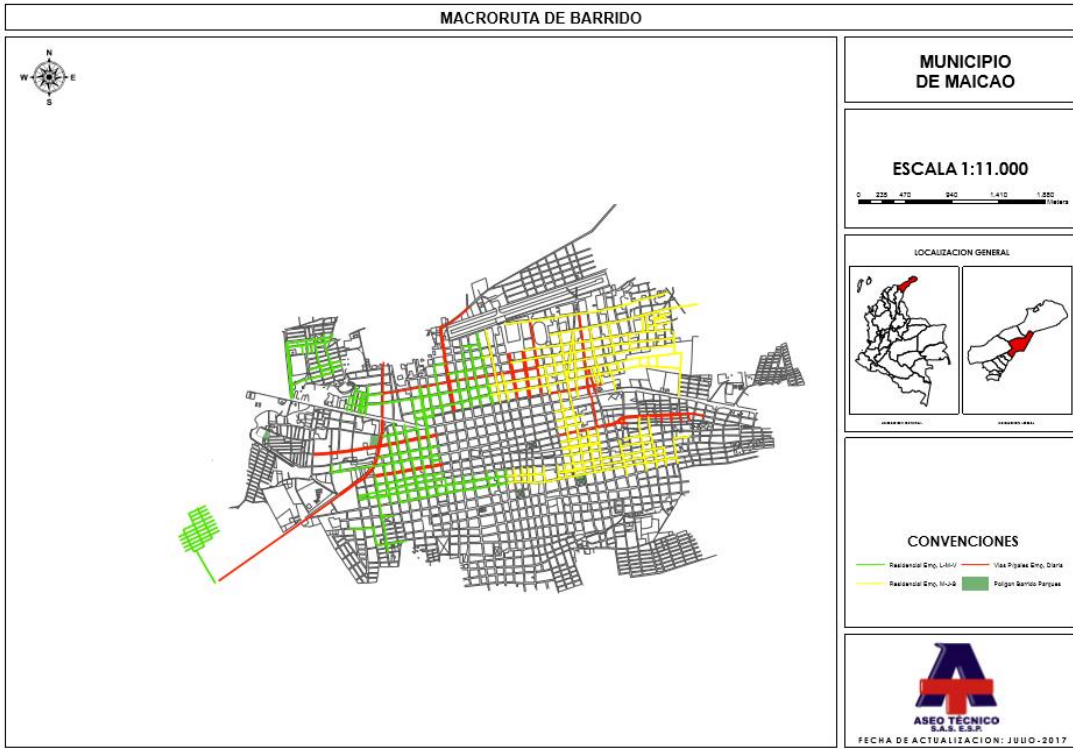 MACRORUTA DE BARRIDO
N
W E
S
MUNICIPIO
DE MAICAO
ESCALA 1:11.000
0 235 470 940 1.410 1.880
Meters
LOCALIZACION GENERAL
CONVENCIONES
Residencial Emp. L-M-V
Vias P/pales Emp. Diaria
Residencial Emp. M-J-S
Poligon Barrido Parques
A
ASEO TÉCNICO
S.A.S. E.S.P.
FECHA DE ACTUALIZACION: JULIO-2017